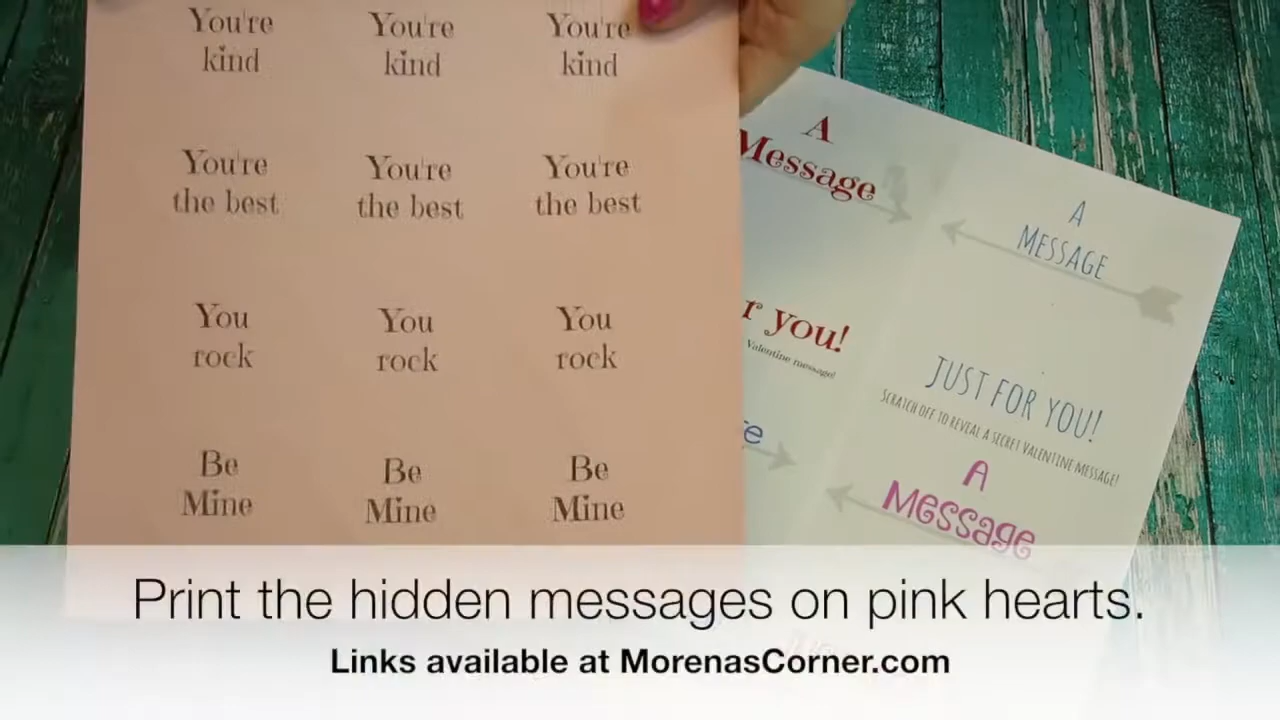 You're You're You're
kind kind kind
You're You're You're
the best the best the best
You You You
rock rock rock
Be Be Be
Mine Mine Mine
A
Message
A
MESSAGE
r you!
Valentine message!
JUST FOR YOU!
SCRATCH OFF TO REVEAL A SECRET VALENTINE MESSAGE!
A
Message
Print the hidden messages on pink hearts.
Links available at MorenasCorner.com